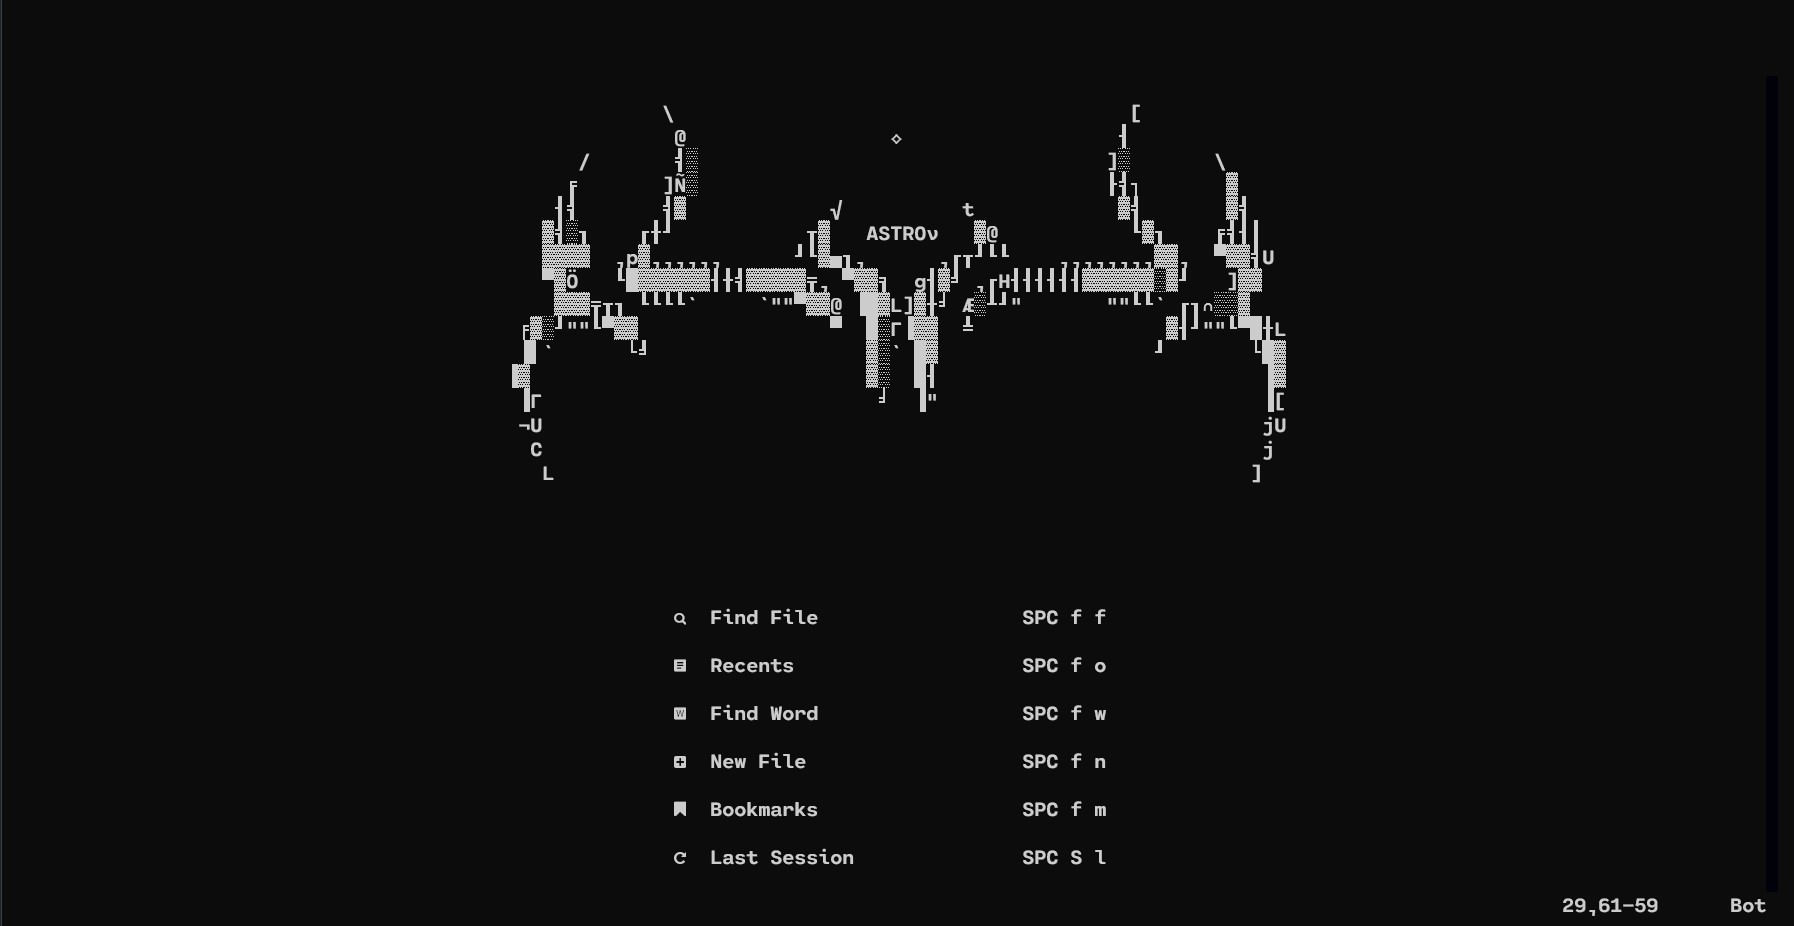 ASTROν
Find File SPC f f
Recents SPC f o
Find Word SPC f w
New File SPC f n
Bookmarks SPC f m
Last Session SPC S l
29,61-59 Bot